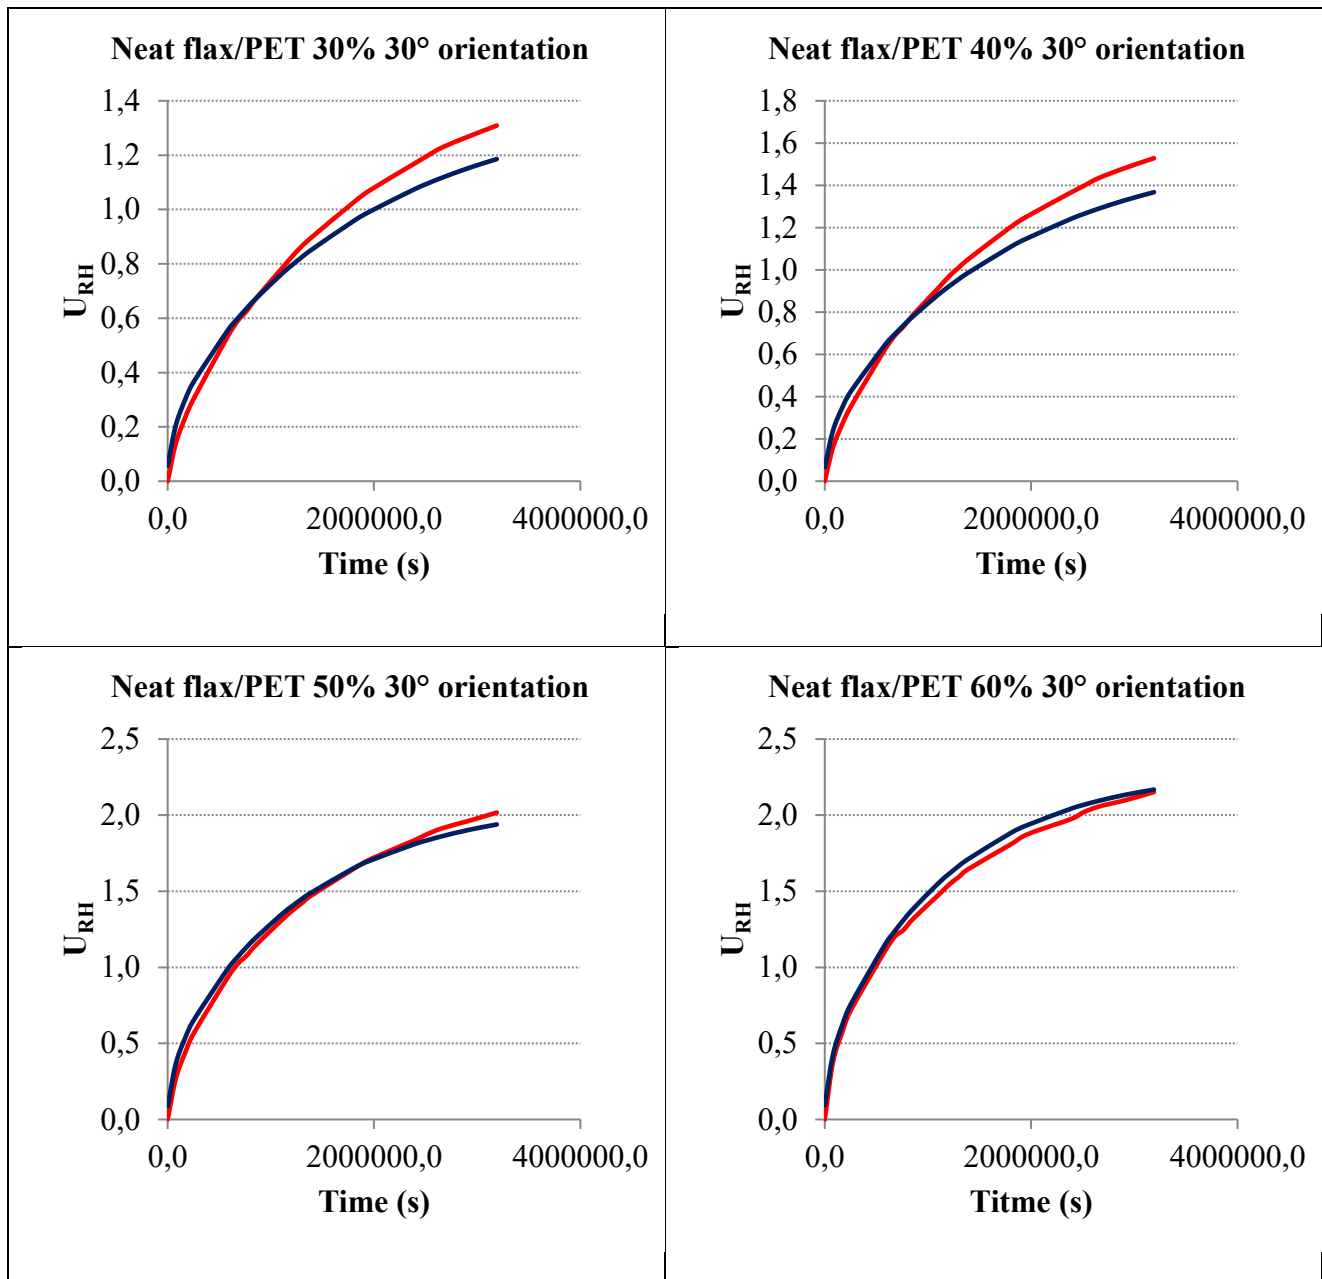 Neat flax/PET 30% 30° orientation
1,4
1,2
1,0
0,8
0,6
0,4
0,2
0,0
U_RH
0,0 2000000,0 4000000,0
Time (s)
Neat flax/PET 40% 30° orientation
1,8
1,6
1,4
1,2
1,0
0,8
0,6
0,4
0,2
0,0
U_RH
0,0 2000000,0 4000000,0
Time (s)
Neat flax/PET 50% 30° orientation
2,5
2,0
1,5
1,0
0,5
0,0
U_RH
0,0 2000000,0 4000000,0
Time (s)
Neat flax/PET 60% 30° orientation
2,5
2,0
1,5
1,0
0,5
0,0
U_RH
0,0 2000000,0 4000000,0
Titme (s)